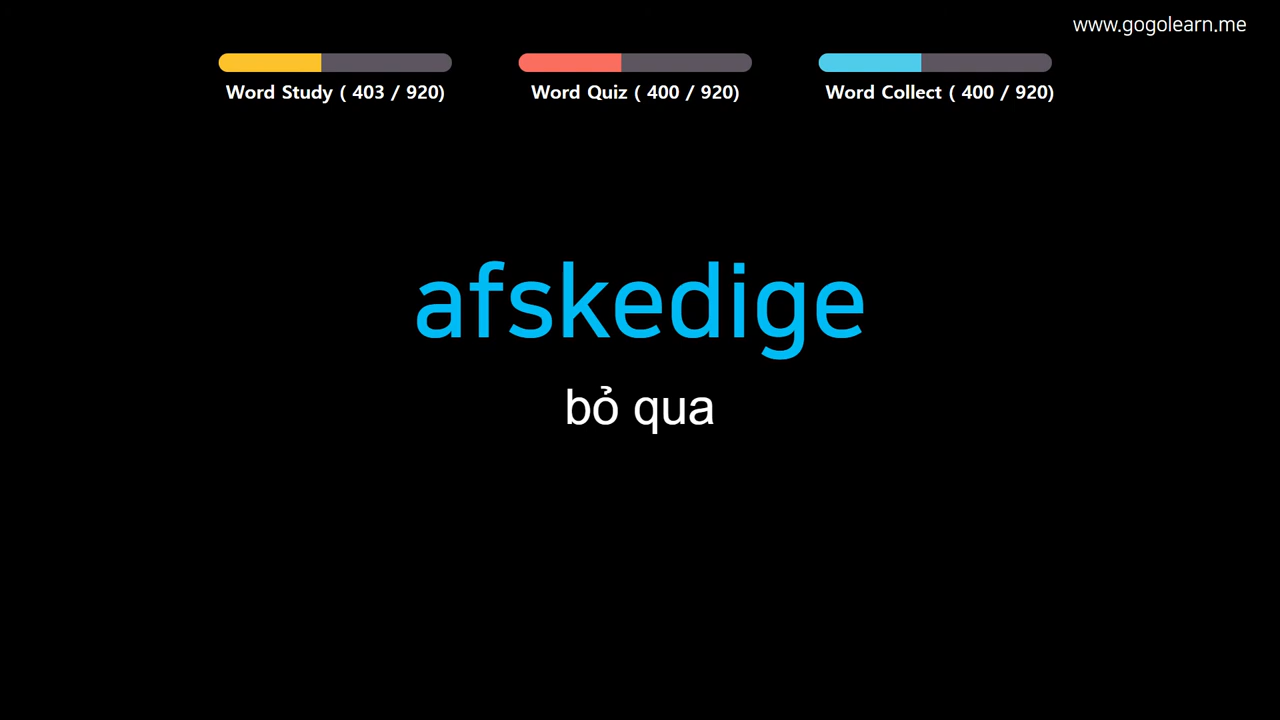 www.gogolearn.me
Word Study ( 403 / 920)
Word Quiz ( 400 / 920)
Word Collect ( 400 / 920)
afskedige
bỏ qua